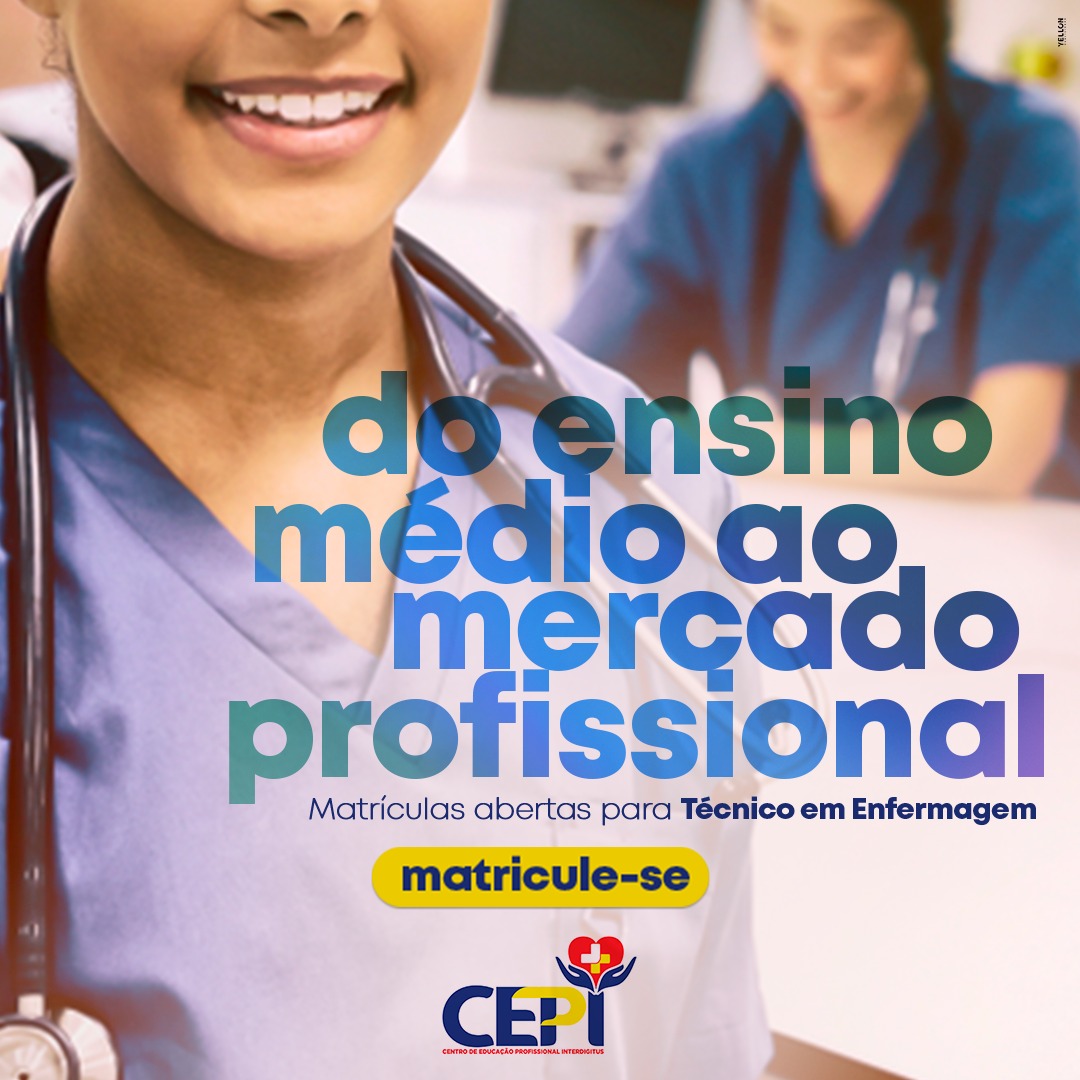 YELLON
do ensino
médio ao
mercado
profissional
Matrículas abertas para Técnico em Enfermagem
matricule-se
CEPI
CENTRO DE EDUCAÇÃO PROFISSIONAL INTERDIGITUS